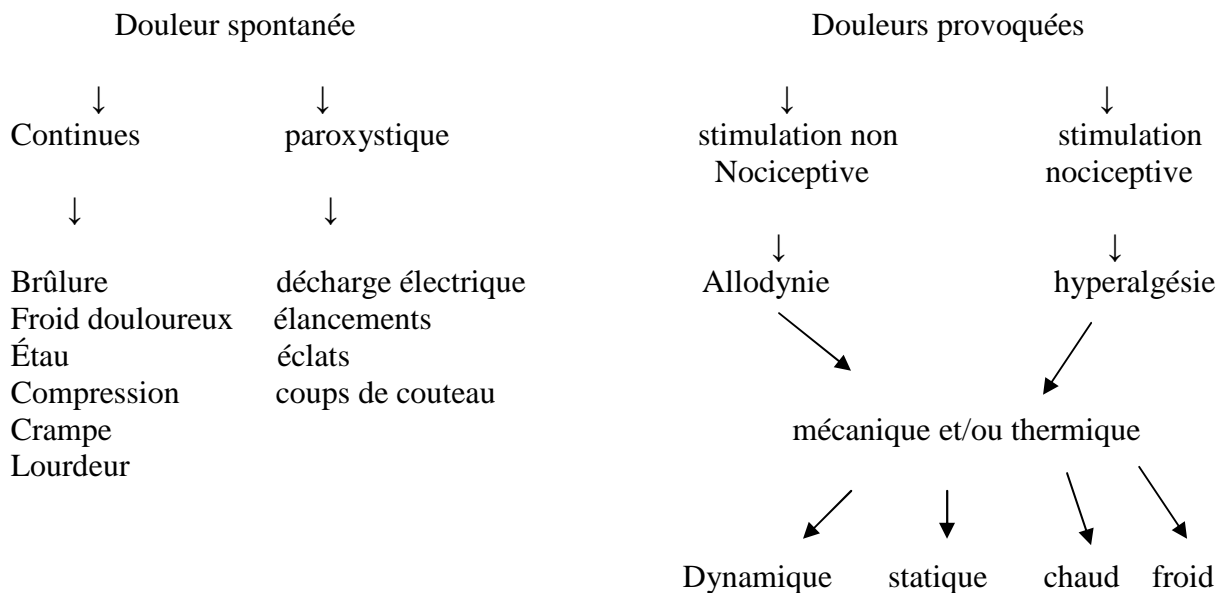 Douleur spontanée Douleurs provoquées
↓ ↓ ↓ ↓
Continues paroxystique stimulation non stimulation
Nociceptive nociceptive
↓ ↓
↓ ↓
Brûlure décharge électrique Allodynie hyperalgésie
Froid douloureux élancements
Étau éclats
Compression coups de couteau
Crampe mécanique et/ou thermique
Lourdeur
Dynamique statique chaud froid